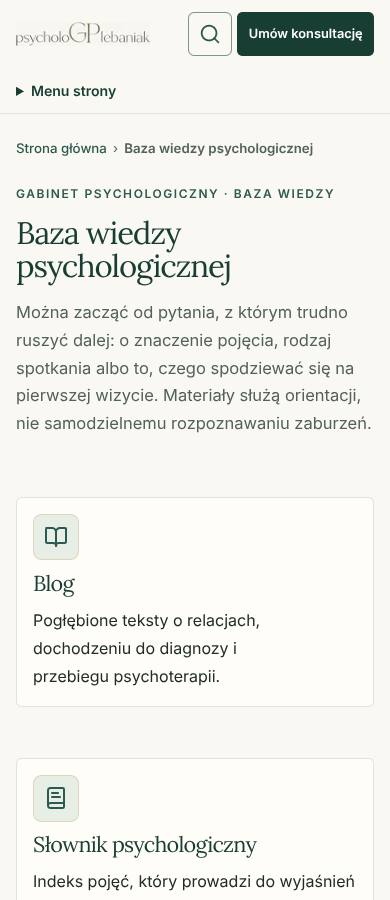 psycholoGPlebaniak
Umów konsultację
Menu strony
Strona główna › Baza wiedzy psychologicznej
GABINET PSYCHOLOGICZNY · BAZA WIEDZY
Baza wiedzy
psychologicznej
Można zacząć od pytania, z którym trudno
ruszyć dalej: o znaczenie pojęcia, rodzaj
spotkania albo to, czego spodziewać się na
pierwszej wizycie. Materiały służą orientacji,
nie samodzielnemu rozpoznawaniu zaburzeń.
Blog
Pogłębione teksty o relacjach,
dochodzeniu do diagnozy i
przebiegu psychoterapii.
Słownik psychologiczny
Indeks pojęć, który prowadzi do wyjaśnień